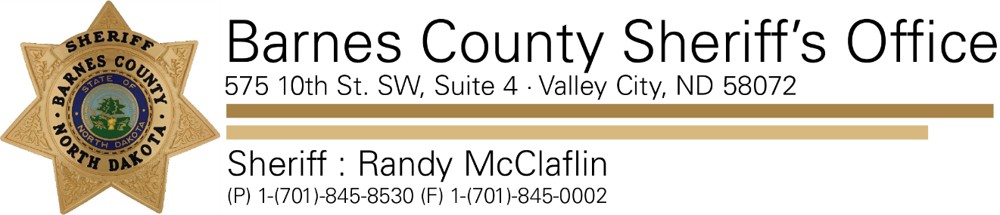 SHERIFF
BARNES COUNTY
STATE OF
NORTH DAKOTA
NORTH DAKOTA
Barnes County Sheriff’s Office
575 10th St. SW, Suite 4 · Valley City, ND 58072
Sheriff : Randy McClaflin
(P) 1-(701)-845-8530 (F) 1-(701)-845-0002